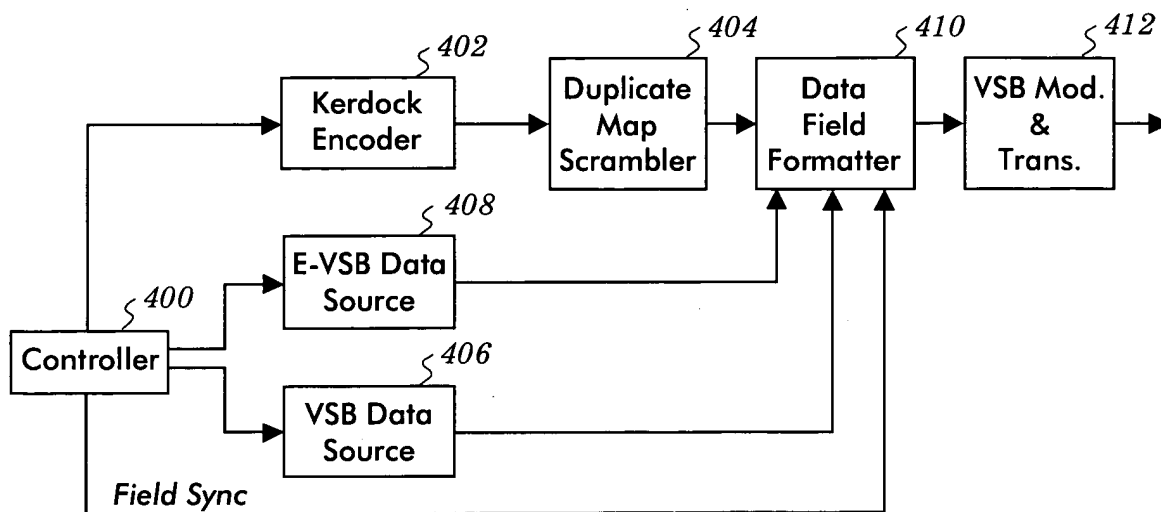 402
Kerdock
Encoder
404
Duplicate
Map
Scrambler
410
Data
Field
Formatter
412
VSB Mod.
&
Trans.
408
E-VSB Data
Source
400
Controller
406
VSB Data
Source
Field Sync